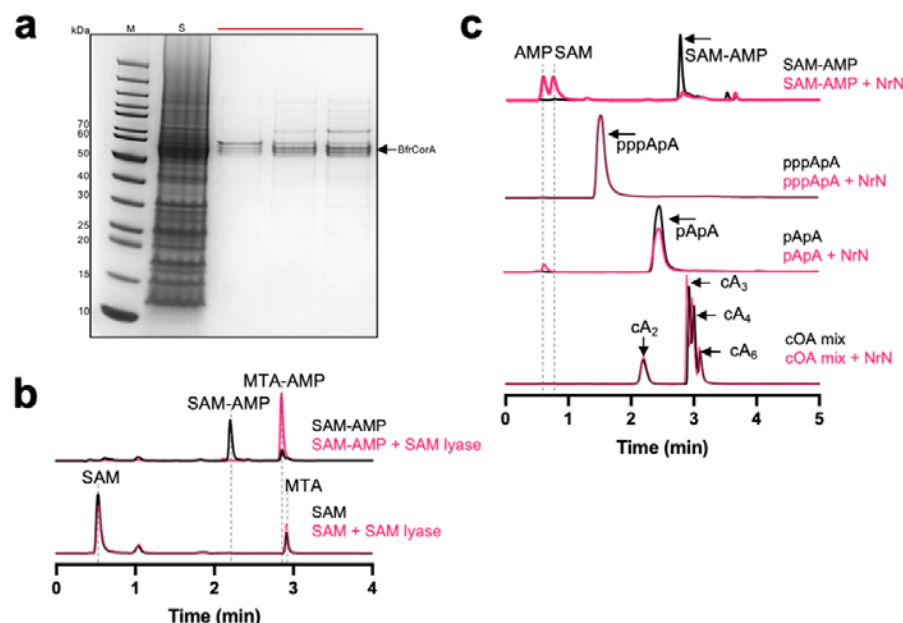 a
kDa M S
70
60
50
40
30
25
20
15
10
BfrCorA
b
MTA-AMP
SAM-AMP
SAM-AMP
SAM-AMP + SAM lyase
SAM
MTA
SAM
SAM + SAM lyase
0 1 2 3 4
Time (min)
c
AMP SAM
SAM-AMP
SAM-AMP
SAM-AMP + NrN
pppApA
pppApA
pppApA + NrN
pApA
pApA
pApA + NrN
cA3
cA4
cA2
cA6
cOA mix
cOA mix + NrN
0 1 2 3 4 5
Time (min)